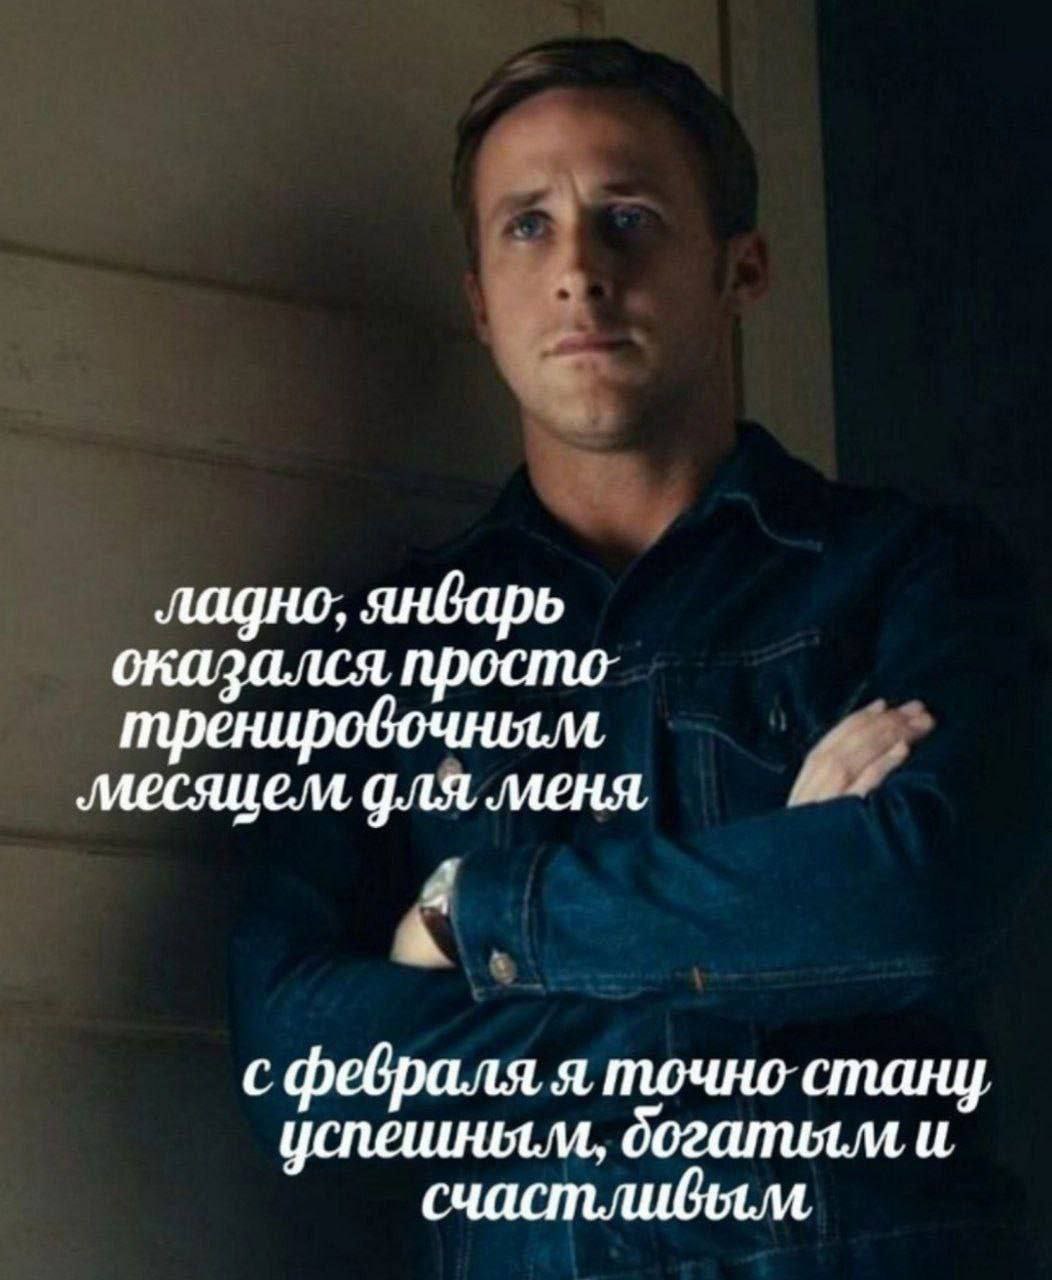 ладно, январь
оказался просто
тренировочным
месяцем для меня
с февраля я точно стану
успешным, богатым и
счастливым